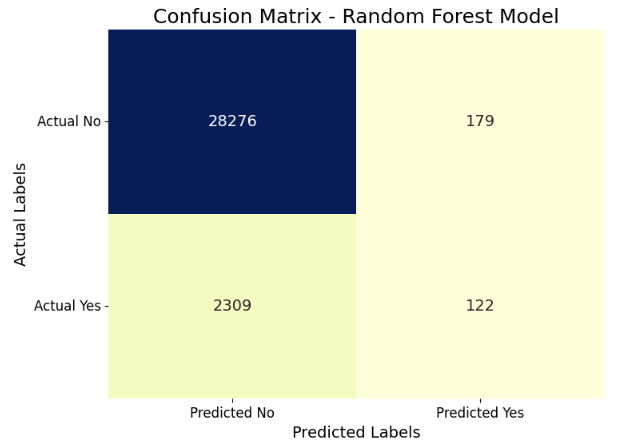 Confusion Matrix - Random Forest Model
Actual Labels
Actual No
28276
179
Actual Yes
2309
122
Predicted No
Predicted Yes
Predicted Labels